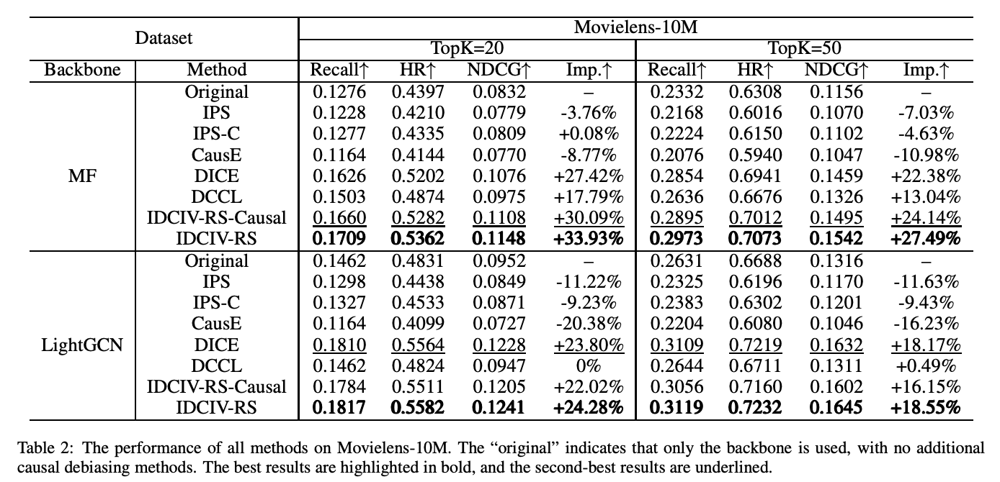 Dataset Movielens-10M
TopK=20 TopK=50
Backbone Method Recall↑ HR↑ NDCG↑ Imp.↑ Recall↑ HR↑ NDCG↑ Imp.↑
Original 0.1276 0.4397 0.0832 – 0.2332 0.6308 0.1156 –
IPS 0.1228 0.4210 0.0779 -3.76% 0.2168 0.6016 0.1070 -7.03%
IPS-C 0.1277 0.4335 0.0809 +0.08% 0.2224 0.6150 0.1102 -4.63%
CausE 0.1164 0.4144 0.0770 -8.77% 0.2076 0.5940 0.1047 -10.98%
MF DICE 0.1626 0.5202 0.1076 +27.42% 0.2854 0.6941 0.1459 +22.38%
DCCL 0.1503 0.4874 0.0975 +17.79% 0.2636 0.6676 0.1326 +13.04%
IDCIV-RS-Causal 0.1660 0.5282 0.1108 +30.09% 0.2895 0.7012 0.1495 +24.14%
IDCIV-RS 0.1709 0.5362 0.1148 +33.93% 0.2973 0.7073 0.1542 +27.49%
Original 0.1462 0.4831 0.0952 – 0.2631 0.6688 0.1316 –
IPS 0.1298 0.4438 0.0849 -11.22% 0.2325 0.6196 0.1170 -11.63%
IPS-C 0.1327 0.4533 0.0871 -9.23% 0.2383 0.6302 0.1201 -9.43%
CausE 0.1164 0.4099 0.0727 -20.38% 0.2204 0.6080 0.1046 -16.23%
LightGCN DICE 0.1810 0.5564 0.1228 +23.80% 0.3109 0.7219 0.1632 +18.17%
DCCL 0.1462 0.4824 0.0947 0% 0.2644 0.6711 0.1311 +0.49%
IDCIV-RS-Causal 0.1784 0.5511 0.1205 +22.02% 0.3056 0.7160 0.1602 +16.15%
IDCIV-RS 0.1817 0.5582 0.1241 +24.28% 0.3119 0.7232 0.1645 +18.55%
Table 2: The performance of all methods on Movielens-10M. The “original” indicates that only the backbone is used, with no additional
causal debiasing methods. The best results are highlighted in bold, and the second-best results are underlined.